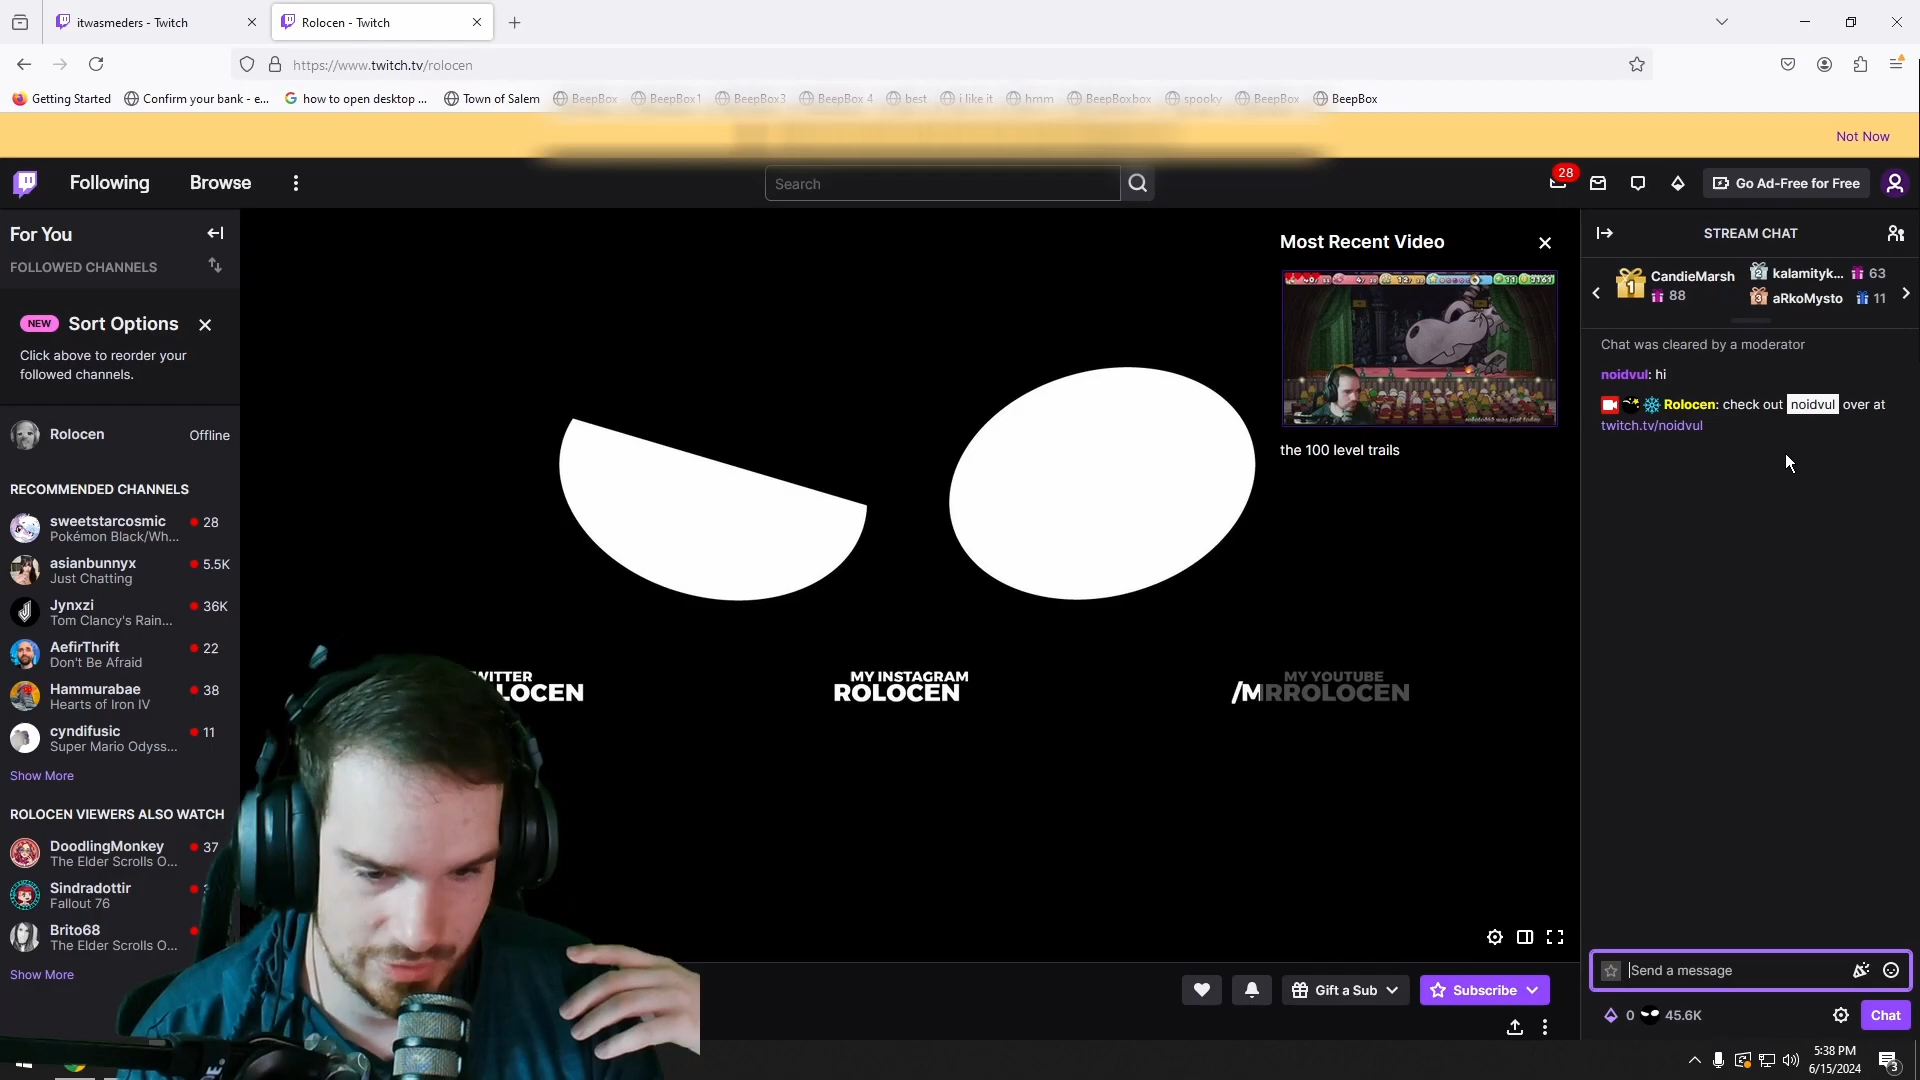 itwasmeders - Twitch
Rolocen - Twitch
https://www.twitch.tv/rolocen
Getting Started
Confirm your bank - e...
how to open desktop ...
Town of Salem
BeepBox
BeepBox1
BeepBox3
BeepBox 4
best
i like it
hmm
BeepBoxbox
spooky
BeepBox
BeepBox
Not Now
Following
Browse
Search
28
Go Ad-Free for Free
For You
FOLLOWED CHANNELS
NEW
Sort Options
Click above to reorder your
followed channels.
Rolocen
Offline
RECOMMENDED CHANNELS
sweetstarcosmic
28
Pokémon Black/Wh...
asianbunnyx
5.5K
Just Chatting
Jynxzi
36K
Tom Clancy's Rain...
AefirThrift
22
Don't Be Afraid
Hammurabae
38
Hearts of Iron IV
cyndifusic
11
Super Mario Odyss...
Show More
ROLOCEN VIEWERS ALSO WATCH
DoodlingMonkey
37
The Elder Scrolls O...
Sindradottir
Fallout 76
Brito68
The Elder Scrolls O...
Show More
Most Recent Video
the 100 level trails
WITTER
LOCEN
MY INSTAGRAM
ROLOCEN
MY YOUTUBE
/MRROLOCEN
Gift a Sub
Subscribe
STREAM CHAT
1
CandieMarsh
88
2
kalamityk...
63
3
aRkoMysto
11
Chat was cleared by a moderator
noidvul: hi
Rolocen: check out noidvul over at
twitch.tv/noidvul
Send a message
0
45.6K
Chat
5:38 PM
6/15/2024
3